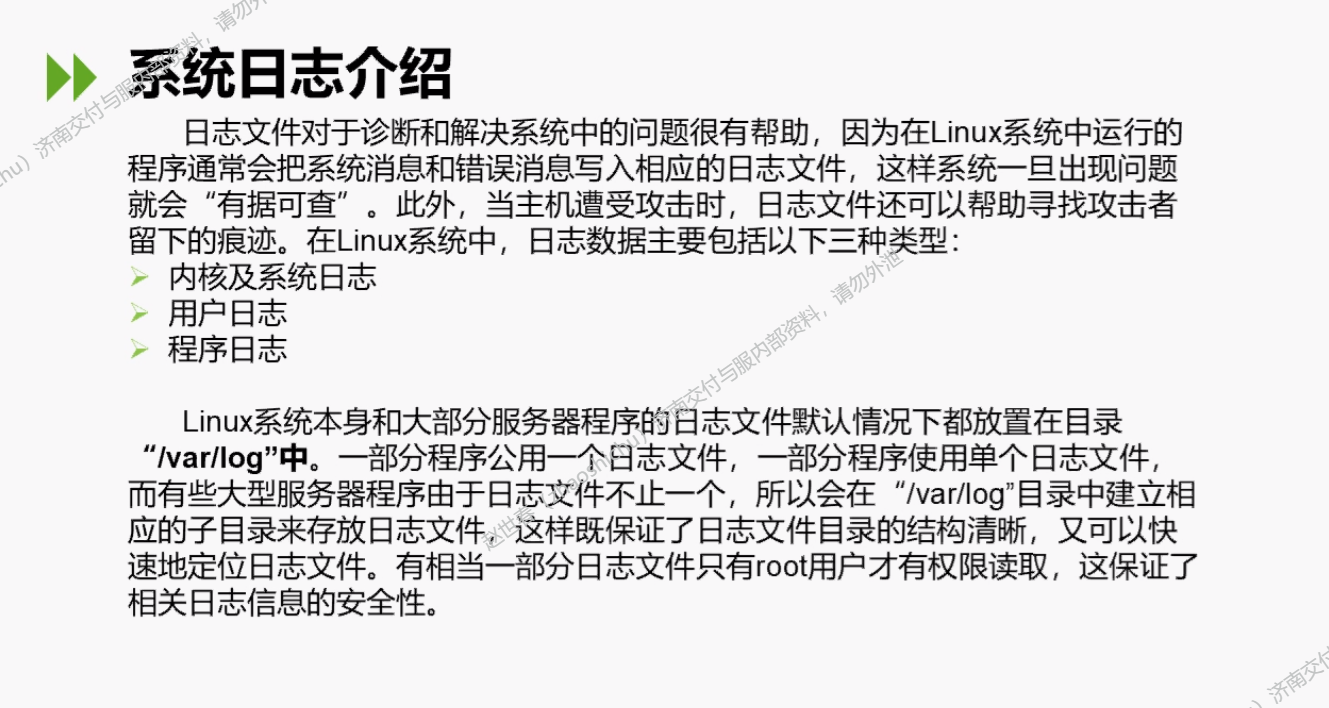 系统日志介绍
日志文件对于诊断和解决系统中的问题很有帮助，因为在Linux系统中运行的
程序通常会把系统消息和错误消息写入相应的日志文件，这样系统一旦出现问题
就会“有据可查”。此外，当主机遭受攻击时，日志文件还可以帮助寻找攻击者
留下的痕迹。在Linux系统中，日志数据主要包括以下三种类型：
内核及系统日志
用户日志
程序日志
Linux系统本身和大部分服务器程序的日志文件默认情况下都放置在目录
“/var/log”中。一部分程序公用一个日志文件，一部分程序使用单个日志文件，
而有些大型服务器程序由于日志文件不止一个，所以会在“/var/log”目录中建立相
应的子目录来存放日志文件，这样既保证了日志文件目录的结构清晰，又可以快
速地定位日志文件。有相当一部分日志文件只有root用户才有权限读取，这保证了
相关日志信息的安全性。
hu）济南交付与服内部资料，请勿外
（zhaoshichu）济南交付与服内部资料，请勿外泄
）济南交付